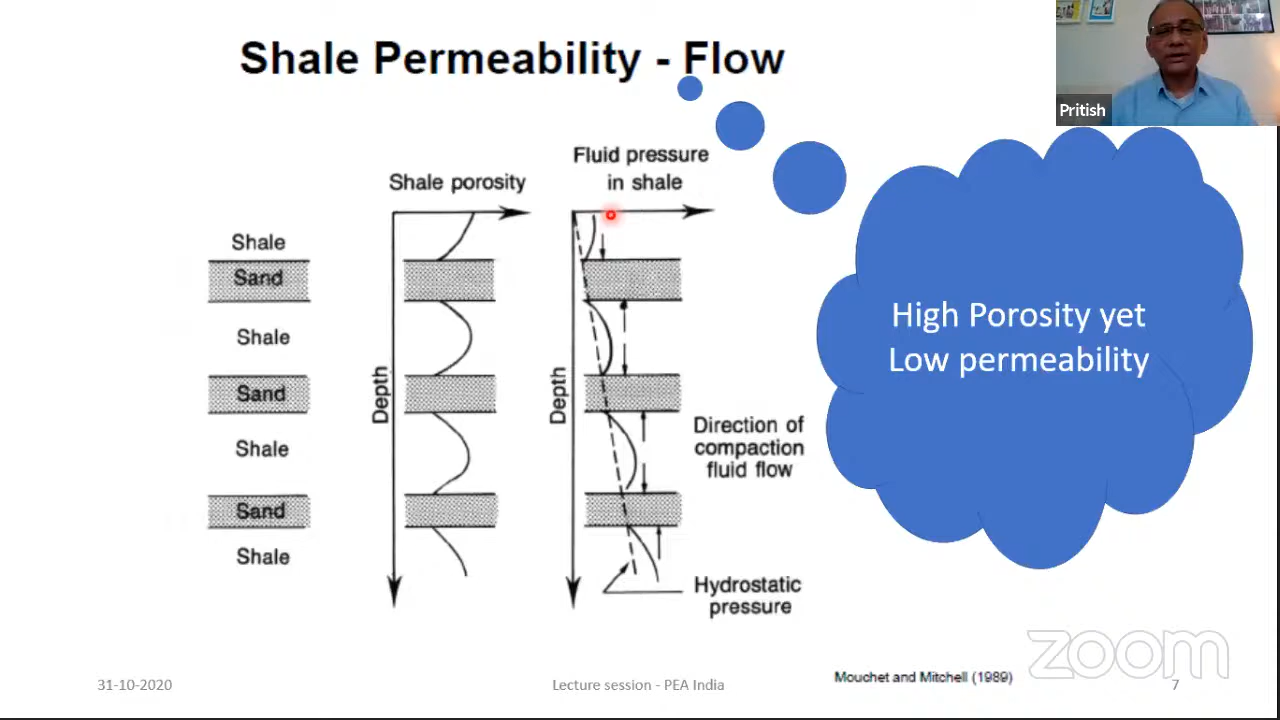 Shale Permeability - Flow
Pritish
Fluid pressure
in shale
Shale porosity
Shale
Sand
Shale
Sand
Shale
Sand
Shale
Depth
Depth
Direction of
compaction
fluid flow
Hydrostatic
pressure
High Porosity yet
Low permeability
zoom
Mouchet and Mitchell (1989)
31-10-2020
Lecture session - PEA India
7